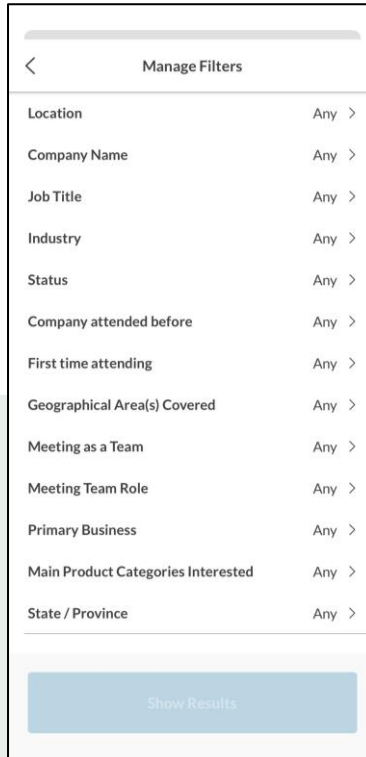 Manage Filters
Location Any
Company Name Any
Job Title Any
Industry Any
Status Any
Company attended before Any
First time attending Any
Geographical Area(s) Covered Any
Meeting as a Team Any
Meeting Team Role Any
Primary Business Any
Main Product Categories Interested Any
State / Province Any
Show Results